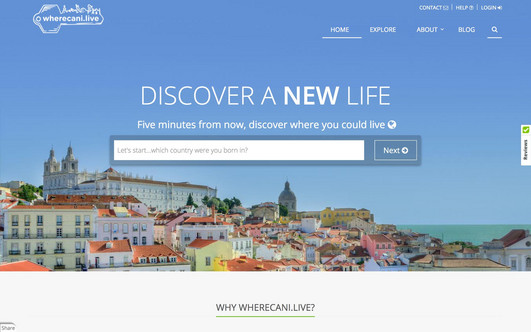 wherecani.live
CONTACT HELP LOGIN
HOME EXPLORE ABOUT BLOG
DISCOVER A NEW LIFE
Five minutes from now, discover where you could live
Let's start...which country were you born in?
Next
Reviews
WHY WHERECANI.LIVE?
Share